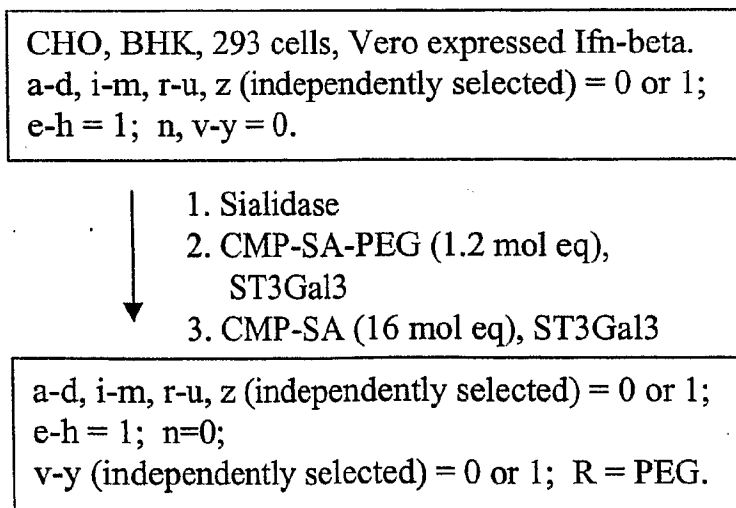 CHO, BHK, 293 cells, Vero expressed Ifn-beta.
a-d, i-m, r-u, z (independently selected) = 0 or 1;
e-h = 1; n, v-y = 0.
1. Sialidase
2. CMP-SA-PEG (1.2 mol eq),
ST3Gal3
3. CMP-SA (16 mol eq), ST3Gal3
a-d, i-m, r-u, z (independently selected) = 0 or 1;
e-h = 1; n=0;
v-y (independently selected) = 0 or 1; R = PEG.